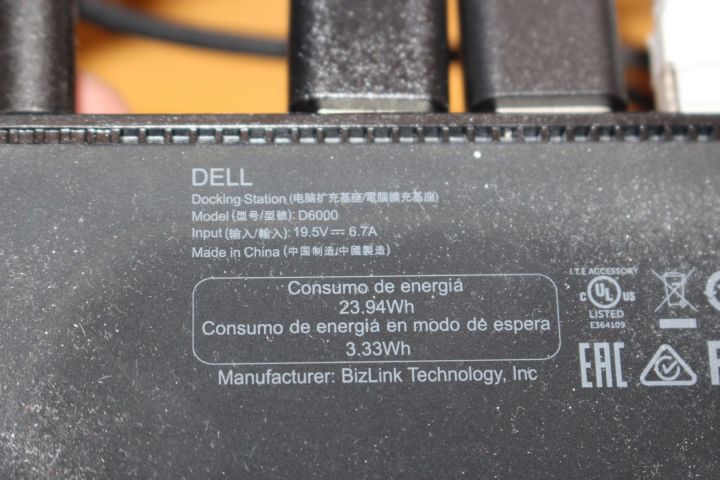 DELL
Docking Station (电脑扩充基座/電腦擴充基座)
Model (型号/型號): D6000
Input (输入/輸入): 19.5V⎓ 6.7A
Made in China (中国制造/中國製造)
Consumo de energiá
23.94Wh
Consumo de energiá en modo de espera
3.33Wh
Manufacturer: BizLink Technology, Inc
I.T.E ACCESSORY
C UL US
LISTED
E364109
EAC